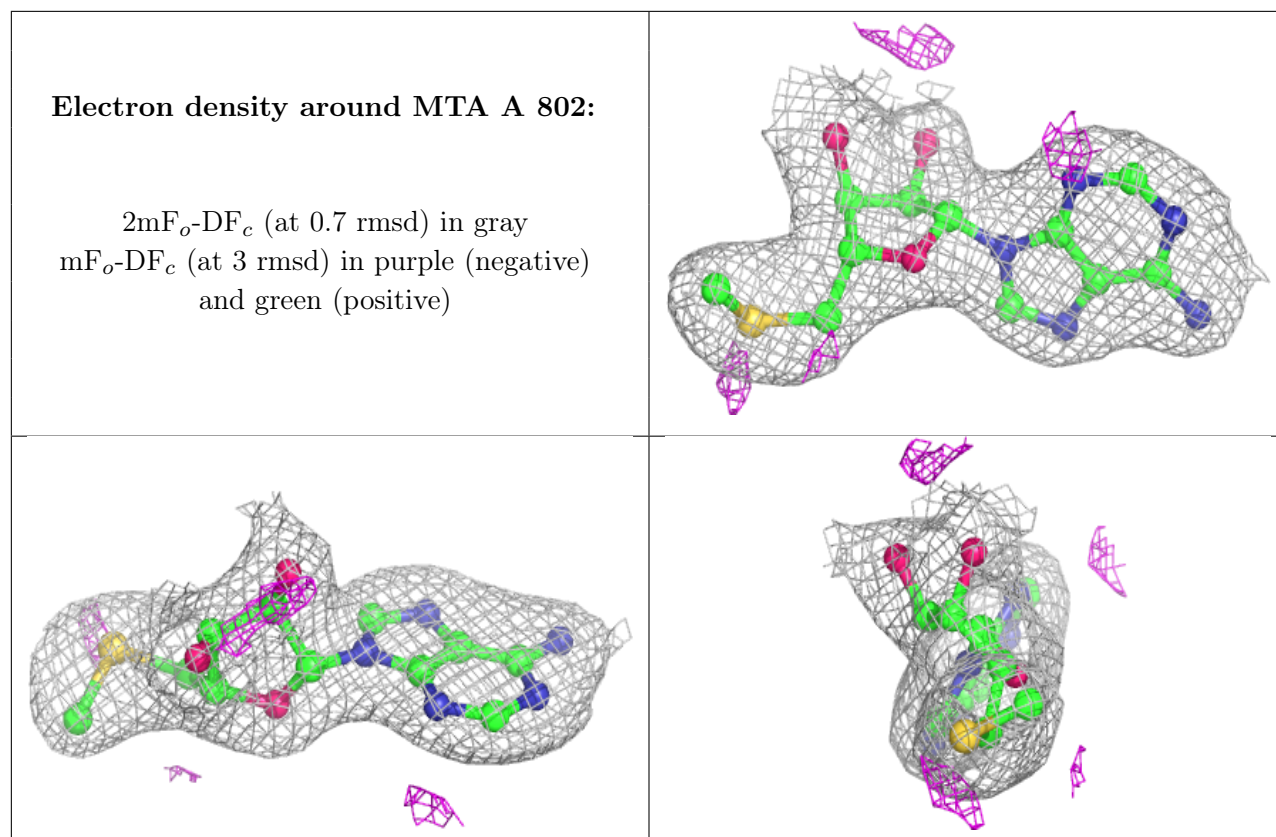 Electron density around MTA A 802:
2mFo-DFc (at 0.7 rmsd) in gray
mFo-DFc (at 3 rmsd) in purple (negative)
and green (positive)